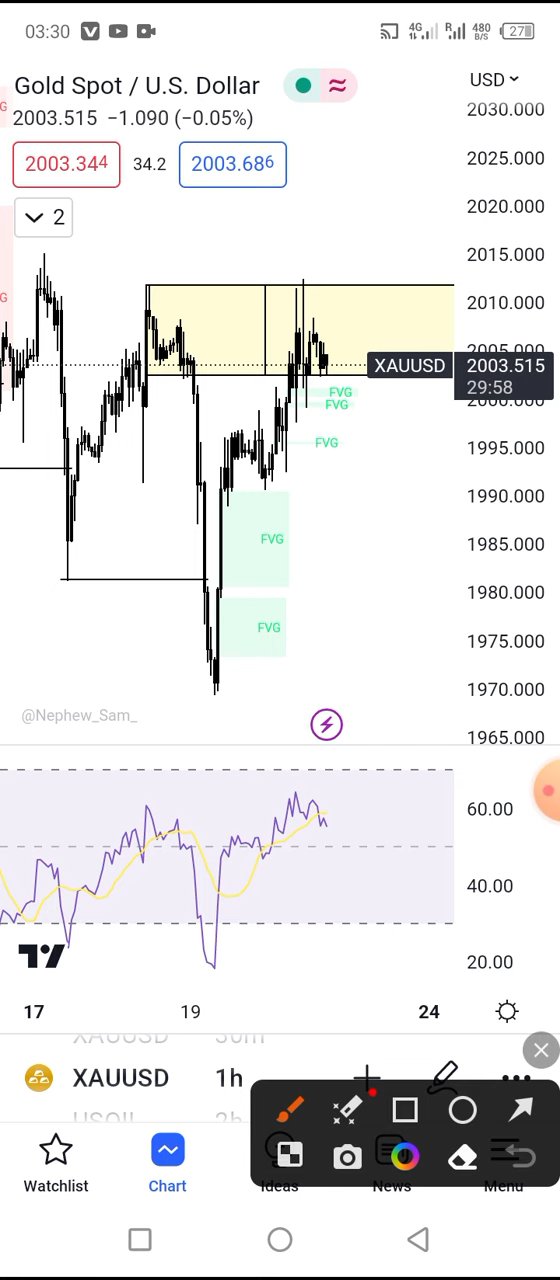 03:30 4G R 480 B/S 27
Gold Spot / U.S. Dollar USD
2003.515 −1.090 (−0.05%)
2003.344 34.2 2003.686
2
2030.000
2025.000
2020.000
2015.000
2010.000
2005.000
XAUUSD 2003.515
29:58
2000.000
1995.000
1990.000
1985.000
1980.000
1975.000
1970.000
1965.000
G
G
FVG
FVG
FVG
FVG
FVG
@Nephew_Sam_
60.00
40.00
20.00
17 19 24
XAUUSD 30m
XAUUSD 1h
Watchlist Chart Ideas News Menu